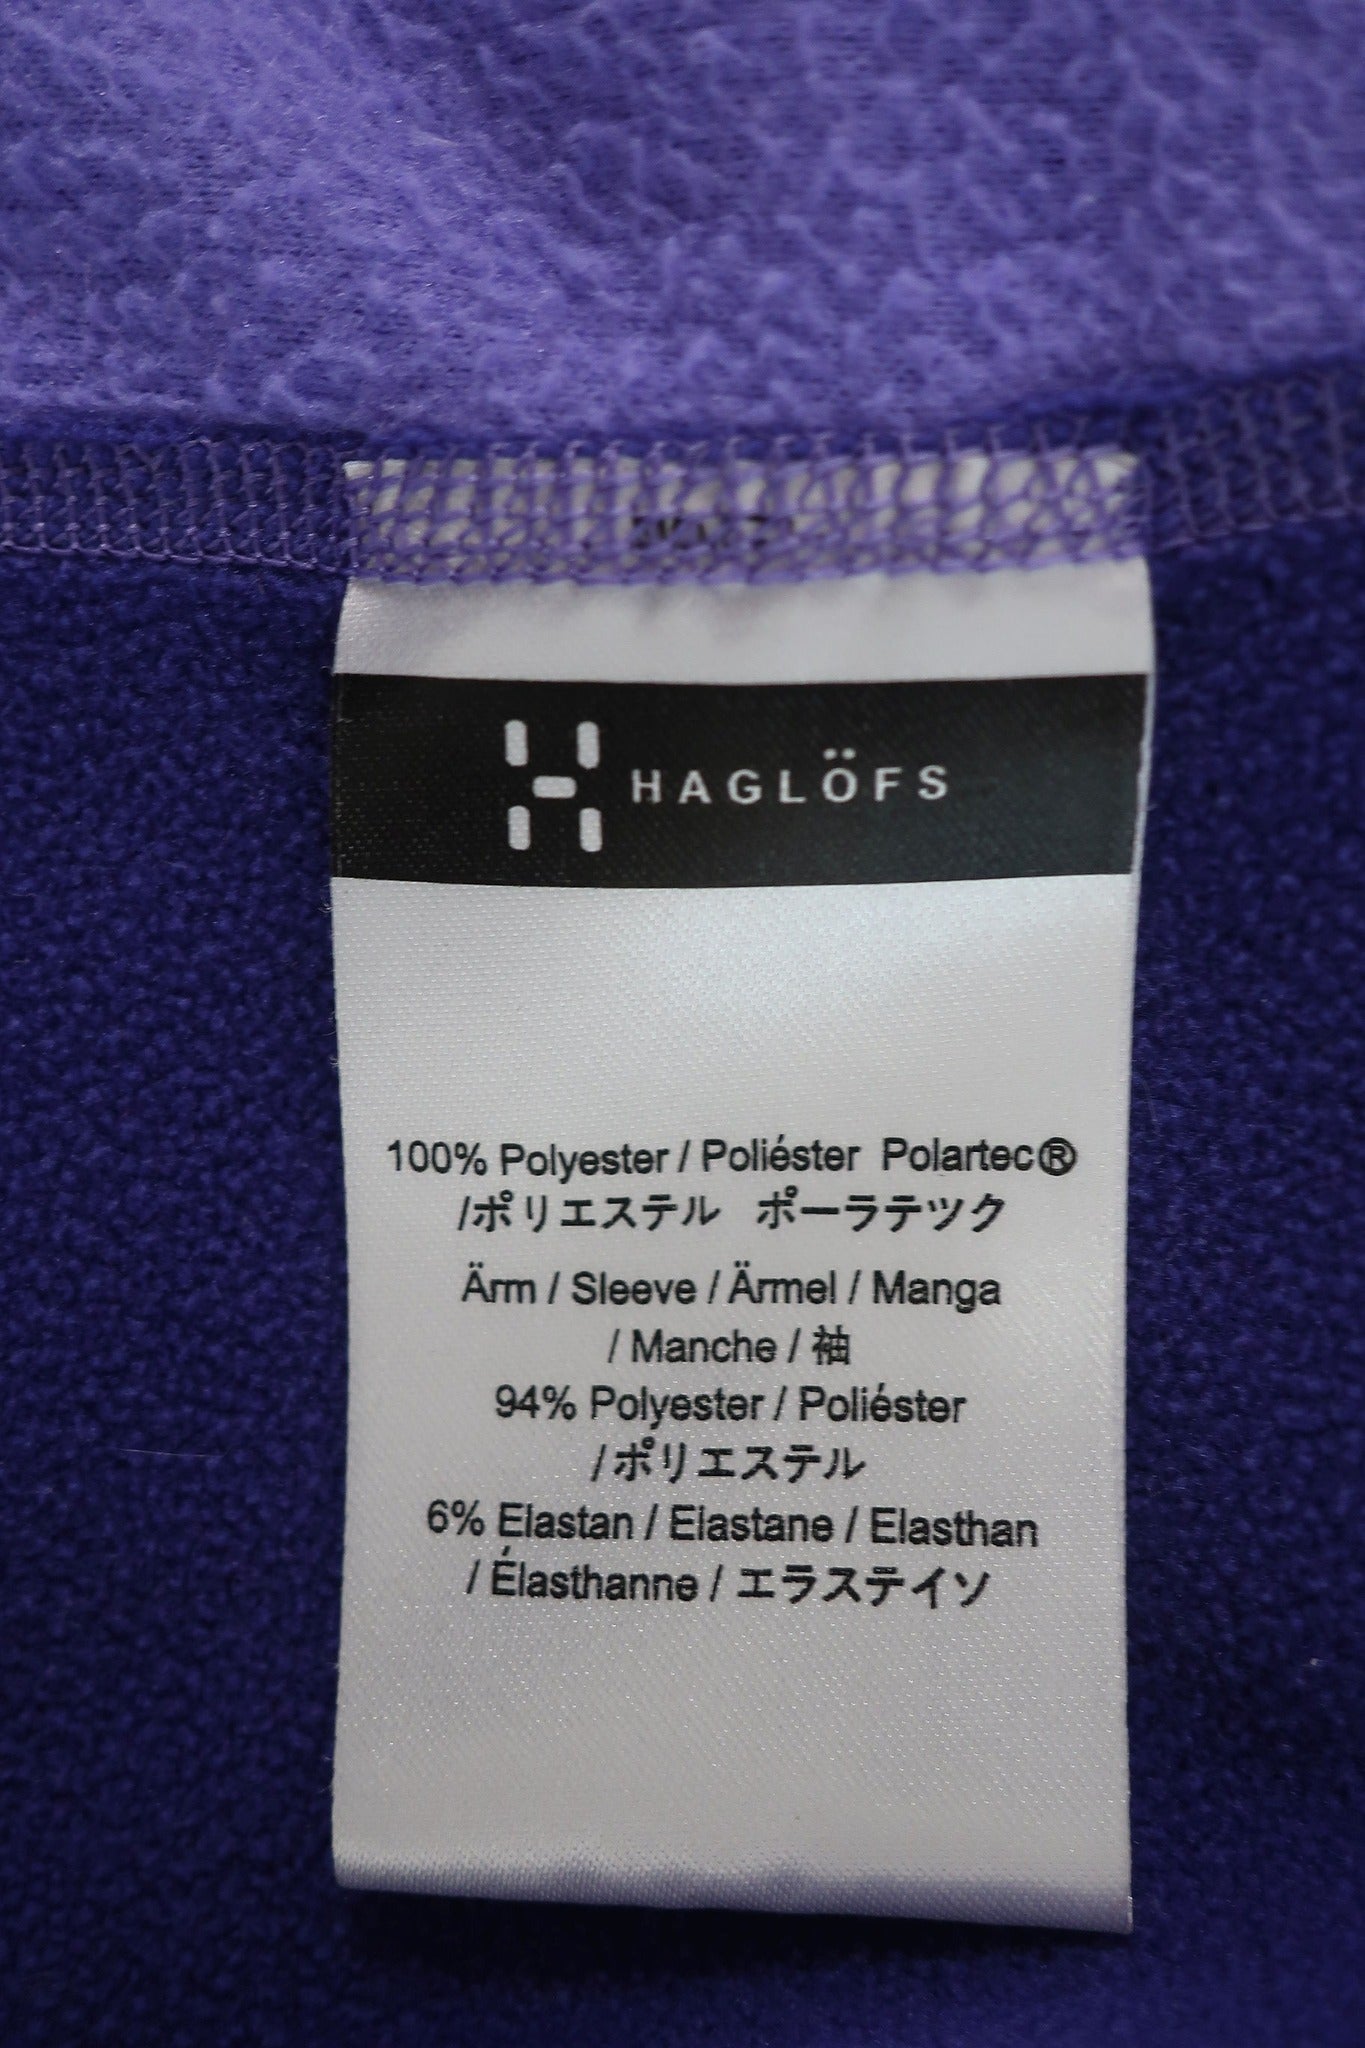 HAGLÖFS
100% Polyester / Poliéster Polartec®
/ポリエステル ポーラテック
Ärm / Sleeve / Ärmel / Manga
/ Manche / 袖
94% Polyester / Poliéster
/ポリエステル
6% Elastan / Elastane / Elasthan
/ Élasthanne / エラステイソ